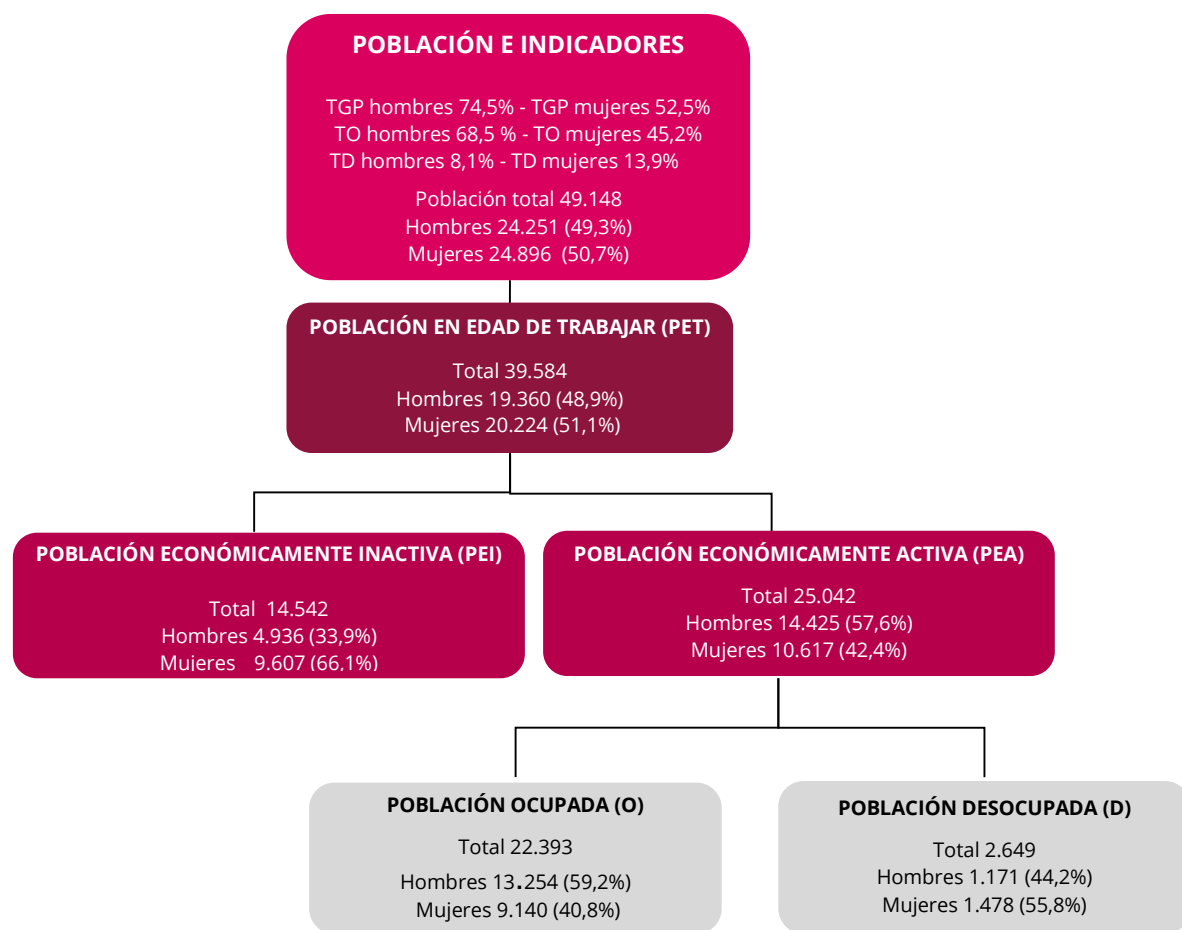 POBLACIÓN E INDICADORES
TGP hombres 74,5% - TGP mujeres 52,5%
TO hombres 68,5 % - TO mujeres 45,2%
TD hombres 8,1% - TD mujeres 13,9%
Población total 49.148
Hombres 24.251 (49,3%)
Mujeres 24.896 (50,7%)
POBLACIÓN EN EDAD DE TRABAJAR (PET)
Total 39.584
Hombres 19.360 (48,9%)
Mujeres 20.224 (51,1%)
POBLACIÓN ECONÓMICAMENTE INACTIVA (PEI)
Total 14.542
Hombres 4.936 (33,9%)
Mujeres 9.607 (66,1%)
POBLACIÓN ECONÓMICAMENTE ACTIVA (PEA)
Total 25.042
Hombres 14.425 (57,6%)
Mujeres 10.617 (42,4%)
POBLACIÓN OCUPADA (O)
Total 22.393
Hombres 13.254 (59,2%)
Mujeres 9.140 (40,8%)
POBLACIÓN DESOCUPADA (D)
Total 2.649
Hombres 1.171 (44,2%)
Mujeres 1.478 (55,8%)